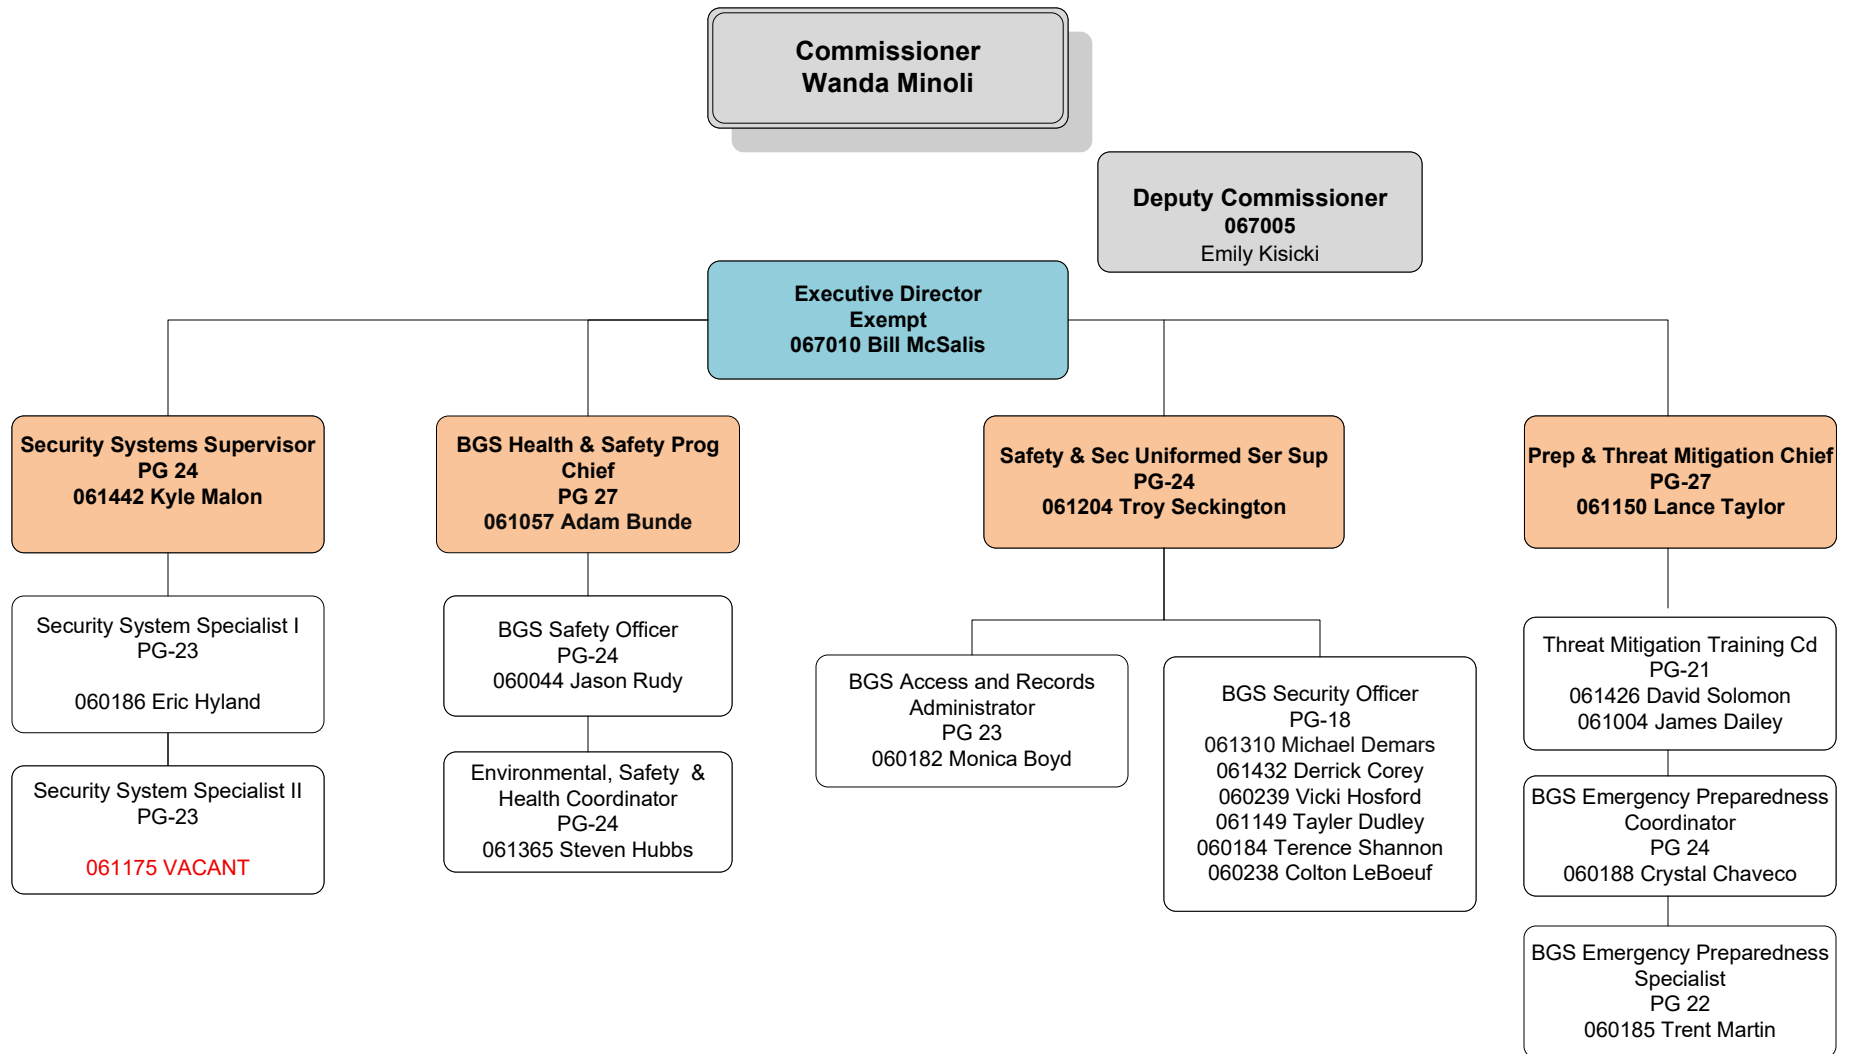 Commissioner
Wanda Minoli
Deputy Commissioner
067005
Emily Kisicki
Executive Director
Exempt
067010 Bill McSalis
Security Systems Supervisor
PG 24
061442 Kyle Malon
BGS Health & Safety Prog
Chief
PG 27
061057 Adam Bunde
Safety & Sec Uniformed Ser Sup
PG-24
061204 Troy Seckington
Prep & Threat Mitigation Chief
PG-27
061150 Lance Taylor
Security System Specialist I
PG-23
060186 Eric Hyland
Security System Specialist II
PG-23
061175 VACANT
BGS Safety Officer
PG-24
060044 Jason Rudy
Environmental, Safety &
Health Coordinator
PG-24
061365 Steven Hubbs
BGS Access and Records
Administrator
PG 23
060182 Monica Boyd
BGS Security Officer
PG-18
061310 Michael Demars
061432 Derrick Corey
060239 Vicki Hosford
061149 Tayler Dudley
060184 Terence Shannon
060238 Colton LeBoeuf
Threat Mitigation Training Cd
PG-21
061426 David Solomon
061004 James Dailey
BGS Emergency Preparedness
Coordinator
PG 24
060188 Crystal Chaveco
BGS Emergency Preparedness
Specialist
PG 22
060185 Trent Martin